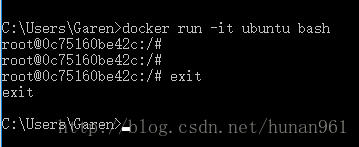 C:\Users\Garen>docker run -it ubuntu bash
root@0c75160be42c:/#
root@0c75160be42c:/#
root@0c75160be42c:/# exit
exit
C:\Users\Garen>
http://blog.csdn.net/hunan961